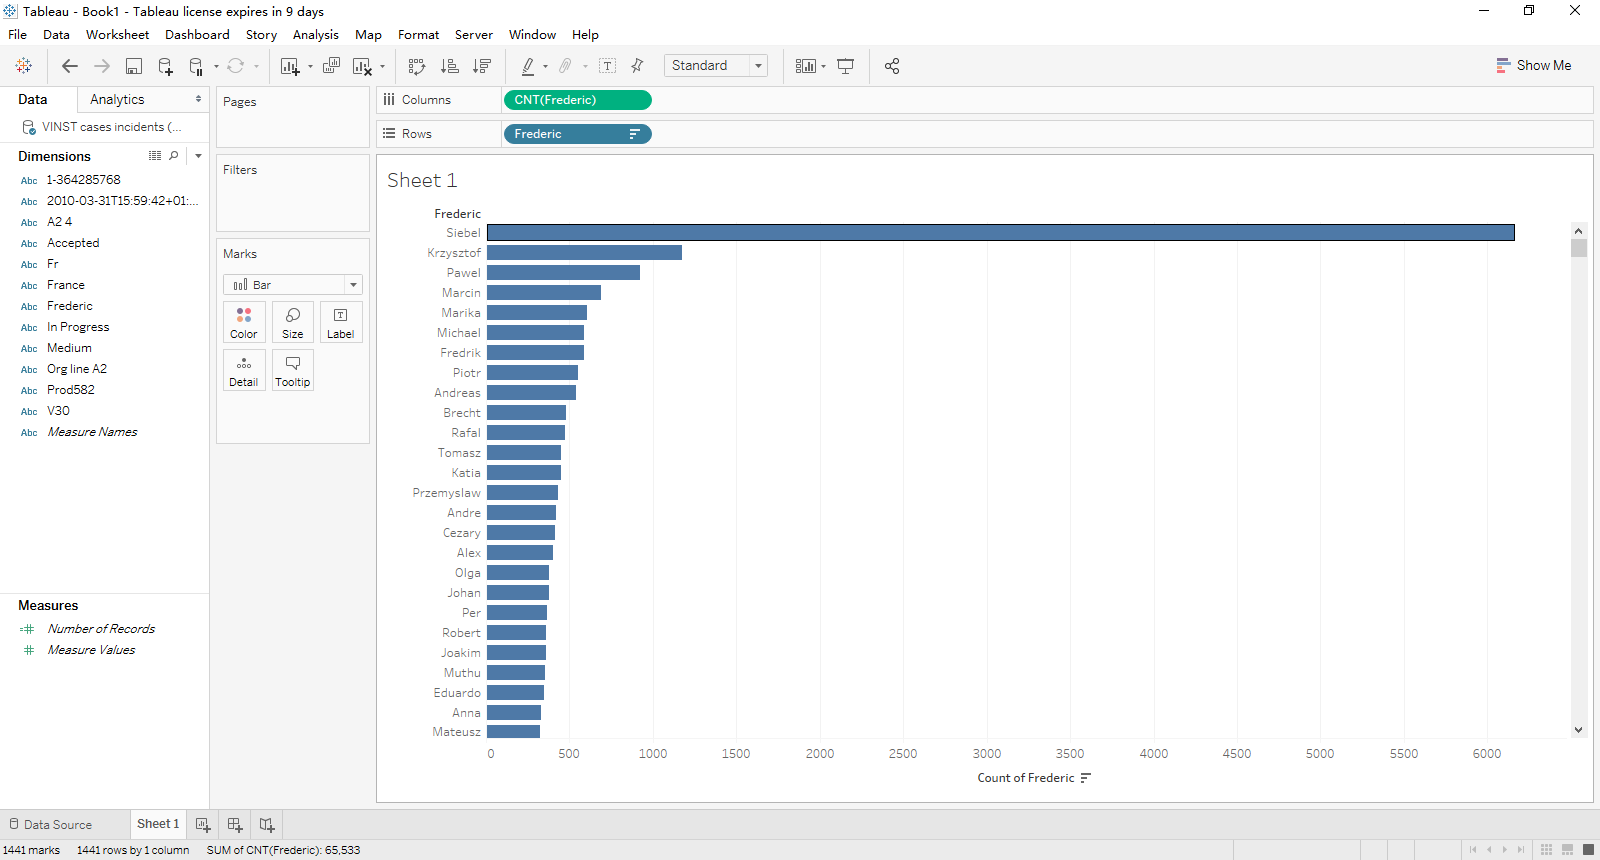 Tableau - Book1 - Tableau license expires in 9 days
File Data Worksheet Dashboard Story Analysis Map Format Server Window Help
Standard
Show Me
Data Analytics
VINST cases incidents (...
Dimensions
Abc 1-364285768
Abc 2010-03-31T15:59:42+01:...
Abc A2 4
Abc Accepted
Abc Fr
Abc France
Abc Frederic
Abc In Progress
Abc Medium
Abc Org line A2
Abc Prod582
Abc V30
Abc Measure Names
Measures
Number of Records
Measure Values
Pages
Filters
Marks
Bar
Color Size Label
Detail Tooltip
Columns CNT(Frederic)
Rows Frederic
Sheet 1
Frederic
Siebel
Krzysztof
Pawel
Marcin
Marika
Michael
Fredrik
Piotr
Andreas
Brecht
Rafal
Tomasz
Katia
Przemyslaw
Andre
Cezary
Alex
Olga
Johan
Per
Robert
Joakim
Muthu
Eduardo
Anna
Mateusz
0 500 1000 1500 2000 2500 3000 3500 4000 4500 5000 5500 6000
Count of Frederic
Data Source Sheet 1
1441 marks 1441 rows by 1 column SUM of CNT(Frederic): 65,533